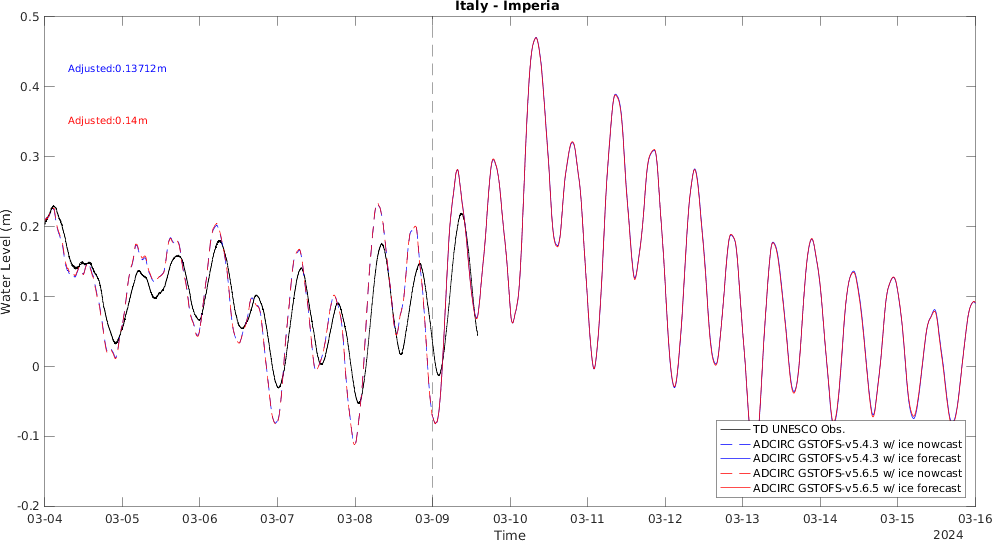 Italy - Imperia
Water Level (m)
0.5
0.4
0.3
0.2
0.1
0
-0.1
-0.2
Adjusted:0.13712m
Adjusted:0.14m
TD UNESCO Obs.
ADCIRC GSTOFS-v5.4.3 w/ ice nowcast
ADCIRC GSTOFS-v5.4.3 w/ ice forecast
ADCIRC GSTOFS-v5.6.5 w/ ice nowcast
ADCIRC GSTOFS-v5.6.5 w/ ice forecast
03-04 03-05 03-06 03-07 03-08 03-09 03-10 03-11 03-12 03-13 03-14 03-15 03-16
Time
2024